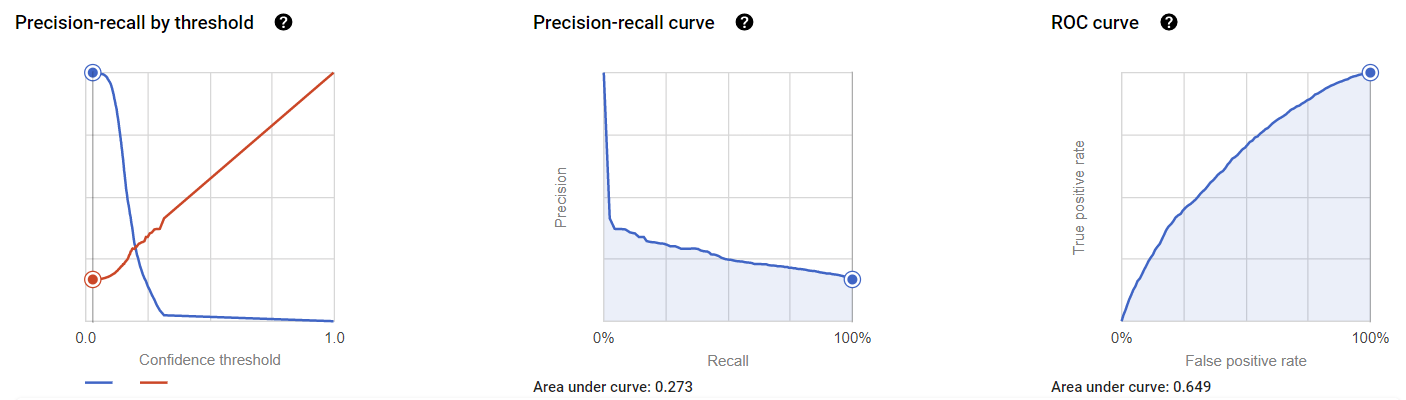 Precision-recall by threshold ?
0.0 1.0
Confidence threshold
Precision-recall curve ?
Precision
0% 100%
Recall
Area under curve: 0.273
ROC curve ?
True positive rate
0% 100%
False positive rate
Area under curve: 0.649